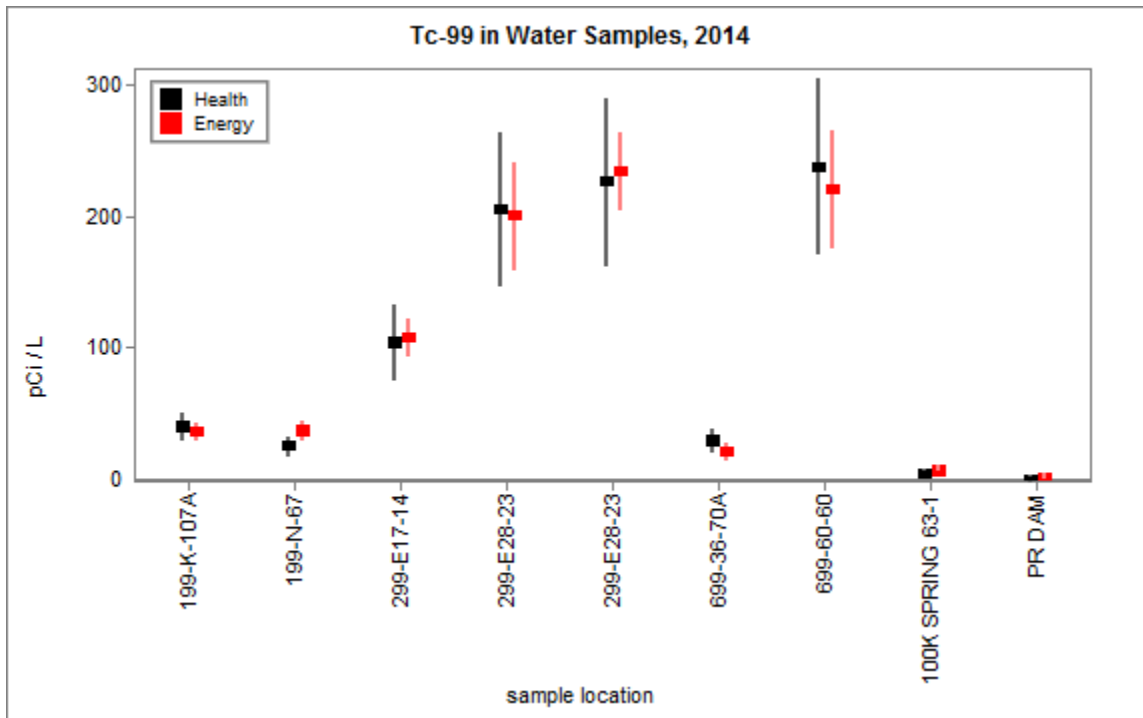 Tc-99 in Water Samples, 2014
Health
Energy
300
200
100
0
pCi / L
199-K-107A
199-N-67
299-E17-14
299-E28-23
299-E28-23
699-36-70A
699-60-60
100K SPRING 63-1
PR DAM
sample location